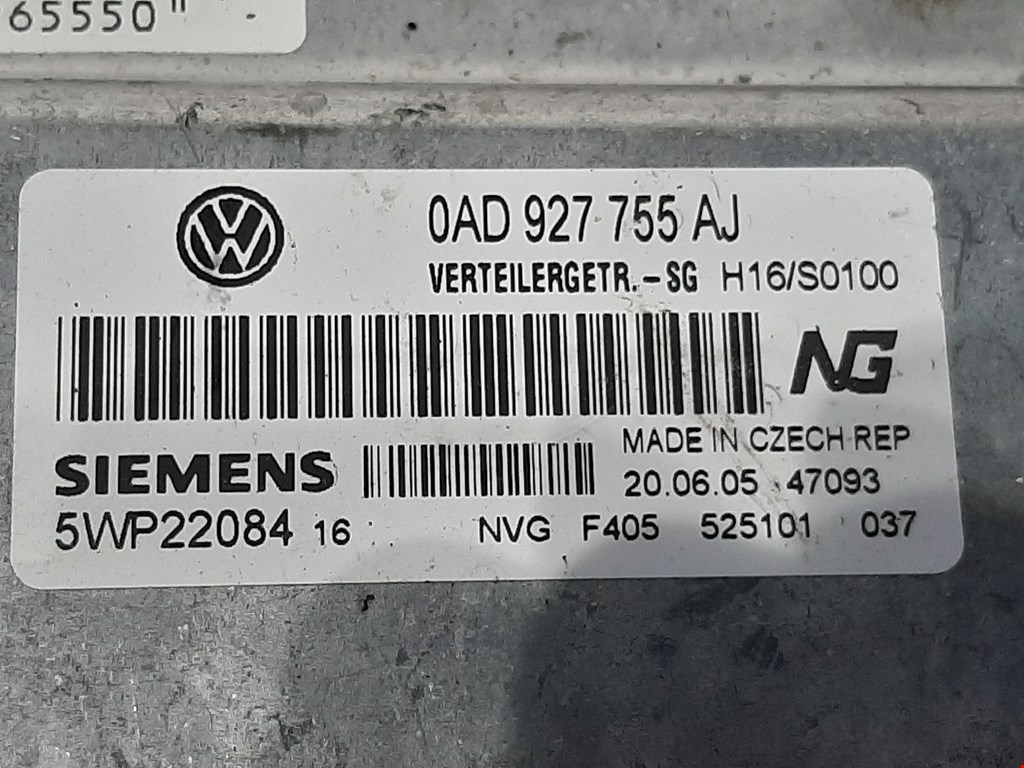 65550" -
VW
0AD 927 755 AJ
VERTEILERGETR.-SG H16/S0100
NG
MADE IN CZECH REP
SIEMENS
20.06.05 47093
5WP22084 16 NVG F405 525101 037